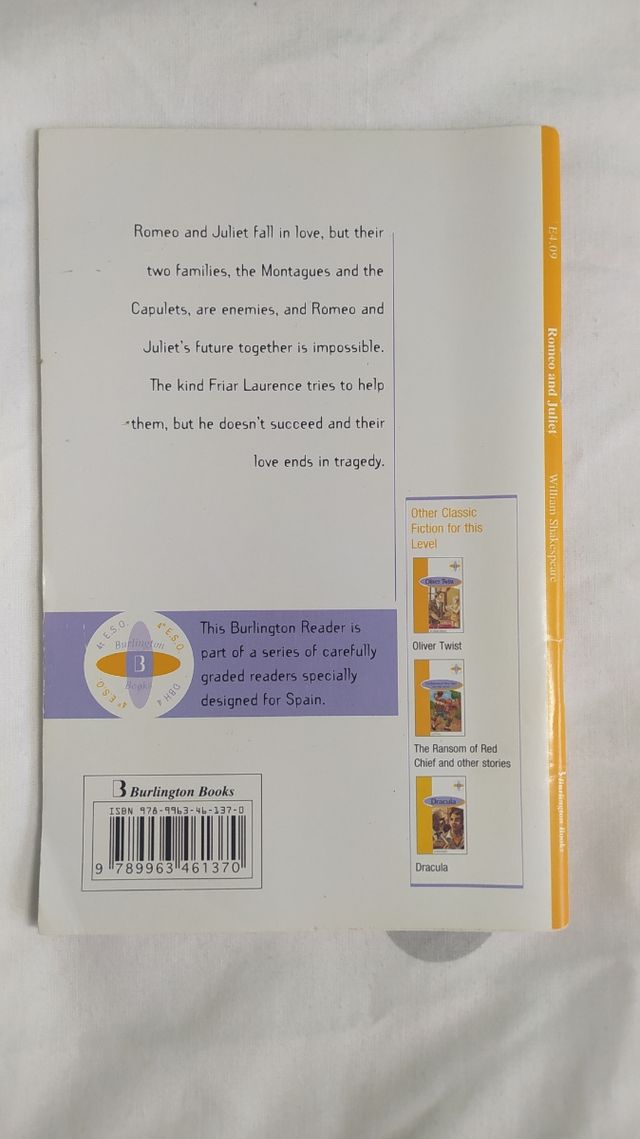 Romeo and Juliet fall in love, but their
two families, the Montagues and the
Capulets, are enemies, and Romeo and
Juliet's future together is impossible.
The kind Friar Laurence tries to help
them, but he doesn't succeed and their
love ends in tragedy.
Other Classic
Fiction for this
Level
Oliver Twist
Oliver Twist
The Ransom of Red
Chief and other stories
Dracula
Dracula
4º E.S.O.
4º E.S.O.
4º E.S.O.
DBH 4
Burlington
B
Books
This Burlington Reader is
part of a series of carefully
graded readers specially
designed for Spain.
B Burlington Books
ISBN 978-9963-46-137-0
9 789963 461370
E4.09
Romeo and Juliet
William Shakespeare
B Burlington Books